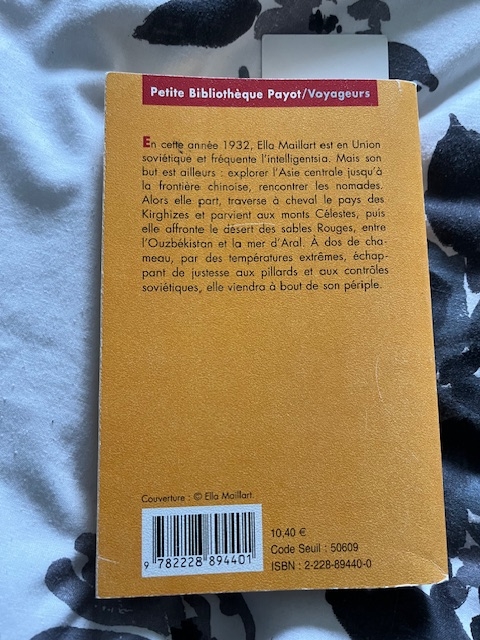 Petite Bibliothèque Payot/Voyageurs
En cette année 1932, Ella Maillart est en Union
soviétique et fréquente l'intelligentsia. Mais son
but est ailleurs : explorer l'Asie centrale jusqu'à
la frontière chinoise, rencontrer les nomades.
Alors elle part, traverse à cheval le pays des
Kirghizes et parvient aux monts Célestes, puis
elle affronte le désert des sables Rouges, entre
l'Ouzbékistan et la mer d'Aral. À dos de cha-
meau, par des températures extrêmes, échap-
pant de justesse aux pillards et aux contrôles
soviétiques, elle viendra à bout de son périple.
Couverture : © Ella Maillart
10,40 €
Code Seuil : 50609
ISBN : 2-228-89440-0
9 782228 894401